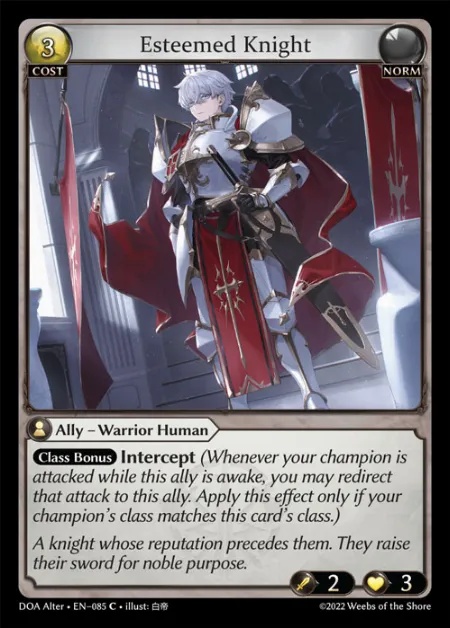 3 Esteemed Knight
COST NORM
Ally – Warrior Human
Class Bonus Intercept (Whenever your champion is
attacked while this ally is awake, you may redirect
that attack to this ally. Apply this effect only if your
champion's class matches this card's class.)
A knight whose reputation precedes them. They raise
their sword for noble purpose.
2 3
DOA Alter • EN-085 C • illust: 白帝 ©2022 Weebs of the Shore